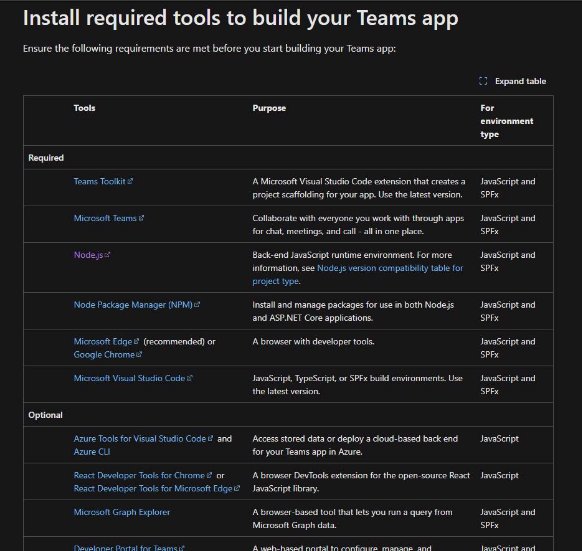 Install required tools to build your Teams app
Ensure the following requirements are met before you start building your Teams app:
Expand table
Tools Purpose For
environment
type
Required
Teams Toolkit A Microsoft Visual Studio Code extension that creates a JavaScript and
project scaffolding for your app. Use the latest version. SPFx
Microsoft Teams Collaborate with everyone you work with through apps JavaScript and
for chat, meetings, and call - all in one place. SPFx
Node.js Back-end JavaScript runtime environment. For more JavaScript and
information, see Node.js version compatibility table for SPFx
project type.
Node Package Manager (NPM) Install and manage packages for use in both Node.js JavaScript and
and ASP.NET Core applications. SPFx
Microsoft Edge (recommended) or A browser with developer tools. JavaScript and
Google Chrome SPFx
Microsoft Visual Studio Code JavaScript, TypeScript, or SPFx build environments. Use JavaScript and
the latest version. SPFx
Optional
Azure Tools for Visual Studio Code and Access stored data or deploy a cloud-based back end JavaScript
Azure CLI for your Teams app in Azure.
React Developer Tools for Chrome or A browser DevTools extension for the open-source React JavaScript
React Developer Tools for Microsoft Edge JavaScript library.
Microsoft Graph Explorer A browser-based tool that lets you run a query from JavaScript and
Microsoft Graph data. SPFx
Developer Portal for Teams A web-based portal to configure, manage, and JavaScript and